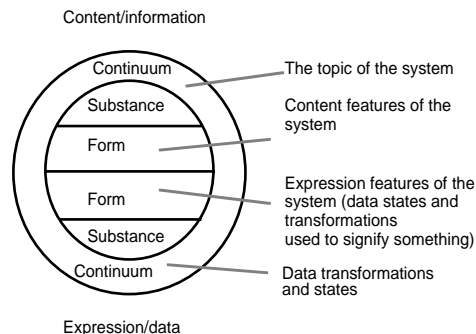 Content/information
Continuum
The topic of the system
Substance
Content features of the
system
Form
Form
Expression features of the
system (data states and
transformations
used to signify something)
Substance
Continuum
Data transformations
and states
Expression/data